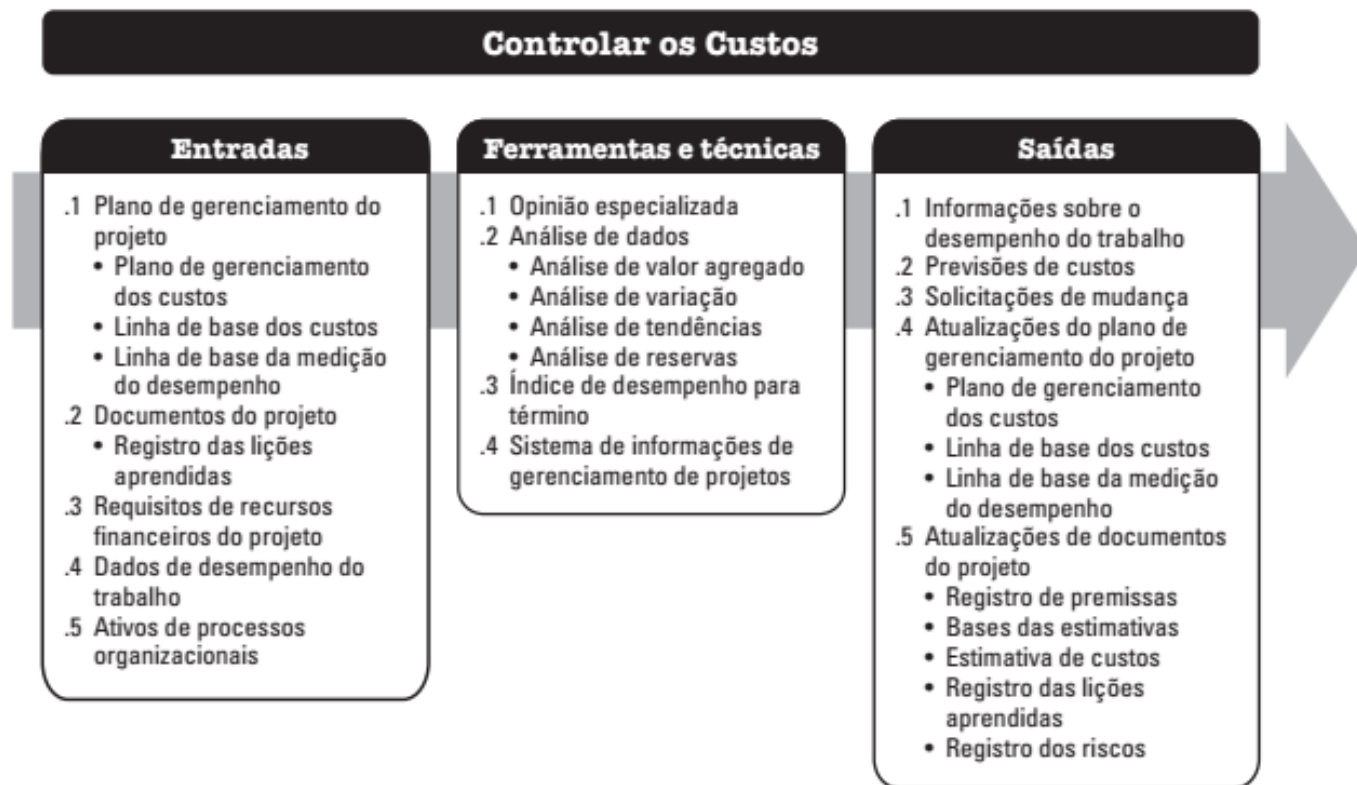 Controlar os Custos
Entradas
.1 Plano de gerenciamento do
projeto
• Plano de gerenciamento
dos custos
• Linha de base dos custos
• Linha de base da medição
do desempenho
.2 Documentos do projeto
• Registro das lições
aprendidas
.3 Requisitos de recursos
financeiros do projeto
.4 Dados de desempenho do
trabalho
.5 Ativos de processos
organizacionais
Ferramentas e técnicas
.1 Opinião especializada
.2 Análise de dados
• Análise de valor agregado
• Análise de variação
• Análise de tendências
• Análise de reservas
.3 Índice de desempenho para
término
.4 Sistema de informações de
gerenciamento de projetos
Saídas
.1 Informações sobre o
desempenho do trabalho
.2 Previsões de custos
.3 Solicitações de mudança
.4 Atualizações do plano de
gerenciamento do projeto
• Plano de gerenciamento
dos custos
• Linha de base dos custos
• Linha de base da medição
do desempenho
.5 Atualizações de documentos
do projeto
• Registro de premissas
• Bases das estimativas
• Estimativa de custos
• Registro das lições
aprendidas
• Registro dos riscos